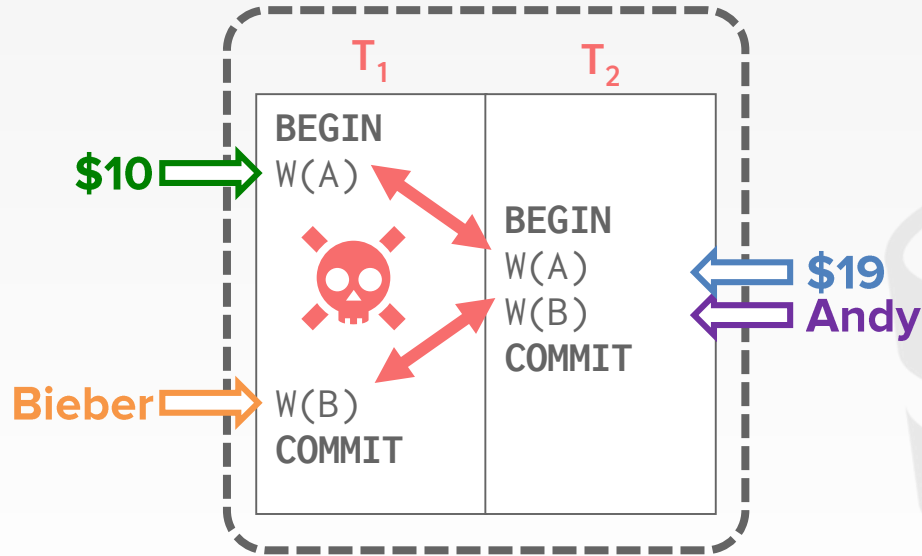 T1 T2
BEGIN
$10 W(A)
BEGIN
W(A) $19
W(B) Andy
COMMIT
Bieber W(B)
COMMIT